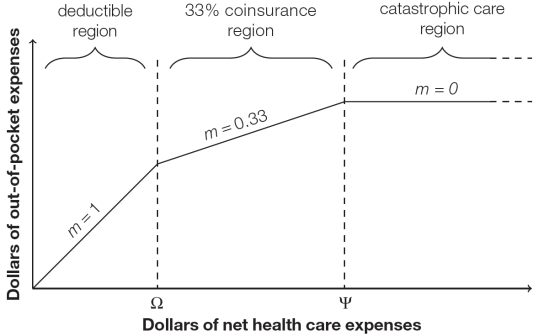 deductible
region
33% coinsurance
region
catastrophic care
region
Dollars of out-of-pocket expenses
m = 1
m = 0.33
m = 0
Ω
Ψ
Dollars of net health care expenses